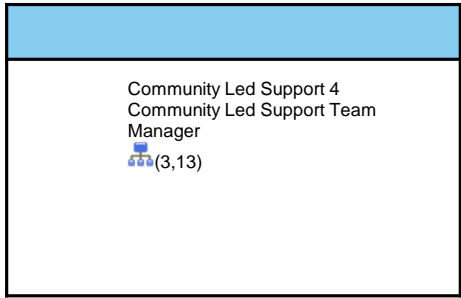 Community Led Support 4
Community Led Support Team
Manager
(3,13)